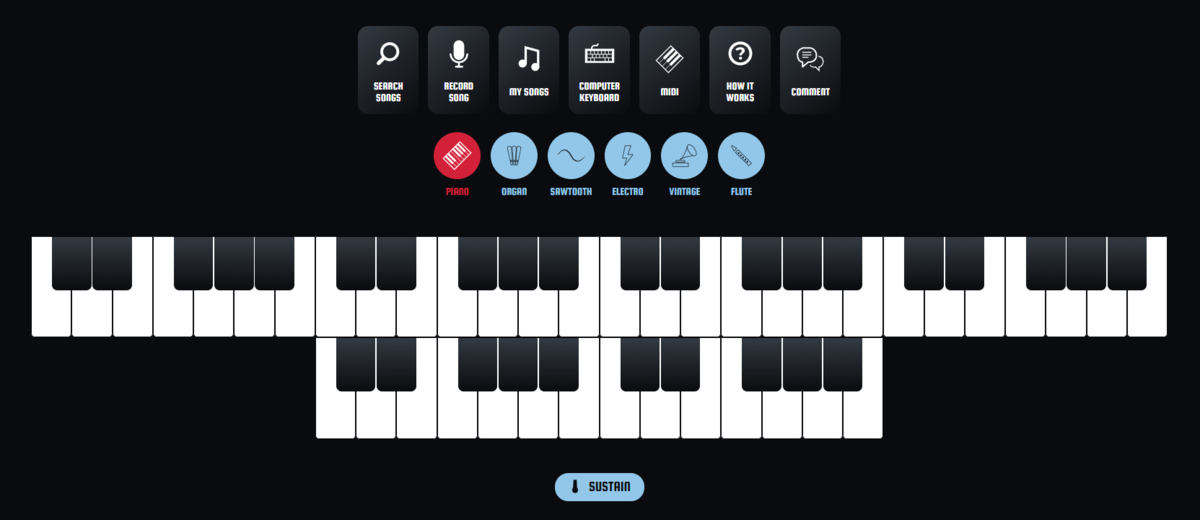 SEARCH
SONGS
RECORD
SONG
MY SONGS
COMPUTER
KEYBOARD
MIDI
HOW IT
WORKS
COMMENT
PIANO
ORGAN
SAWTOOTH
ELECTRO
VINTAGE
FLUTE
SUSTAIN